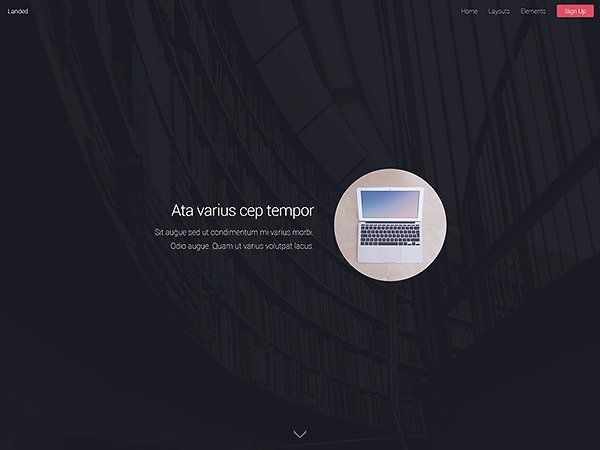 Landed
Home Layouts Elements Sign Up
Ata varius cep tempor
Sit augue sed ut condimentum mi varius morbi.
Odio augue. Quam ut varius volutpat lacus.